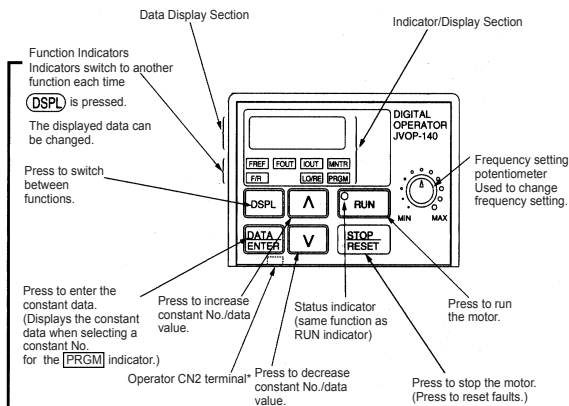 Data Display Section
Indicator/Display Section
Function Indicators
Indicators switch to another
function each time
DSPL is pressed.
The displayed data can
be changed.
Press to switch
between
functions.
DIGITAL
OPERATOR
JVOP-140
FREF FOUT IOUT MNTR
F/R LO/RE PRGM
DSPL
∧
RUN
DATA
ENTER
∨
STOP
RESET
MIN
MAX
Frequency setting
potentiometer
Used to change
frequency setting.
Press to enter the
constant data.
(Displays the constant
data when selecting a
constant No.
for the PRGM indicator.)
Press to increase
constant No./data
value.
Operator CN2 terminal*
Press to decrease
constant No./data
value.
Status indicator
(same function as
RUN indicator)
Press to run
the motor.
Press to stop the motor.
(Press to reset faults.)